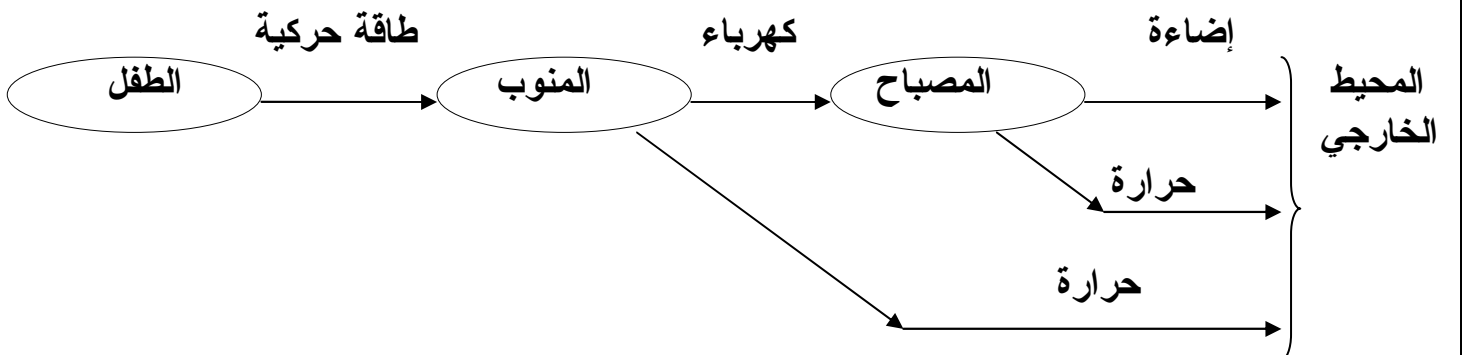 طاقة حركية
كهرباء
إضاءة
الطفل
المنوب
المصباح
المحيط
الخارجي
حرارة
حرارة